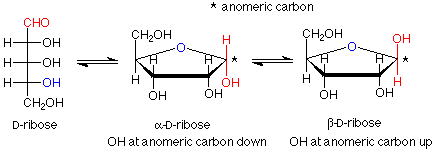 * anomeric carbon
CHO
H OH
H OH
H OH
CH₂OH
D-ribose
CH₂OH O H *
OH OH OH
α-D-ribose
OH at anomeric carbon down
CH₂OH O OH *
OH OH H
β-D-ribose
OH at anomeric carbon up